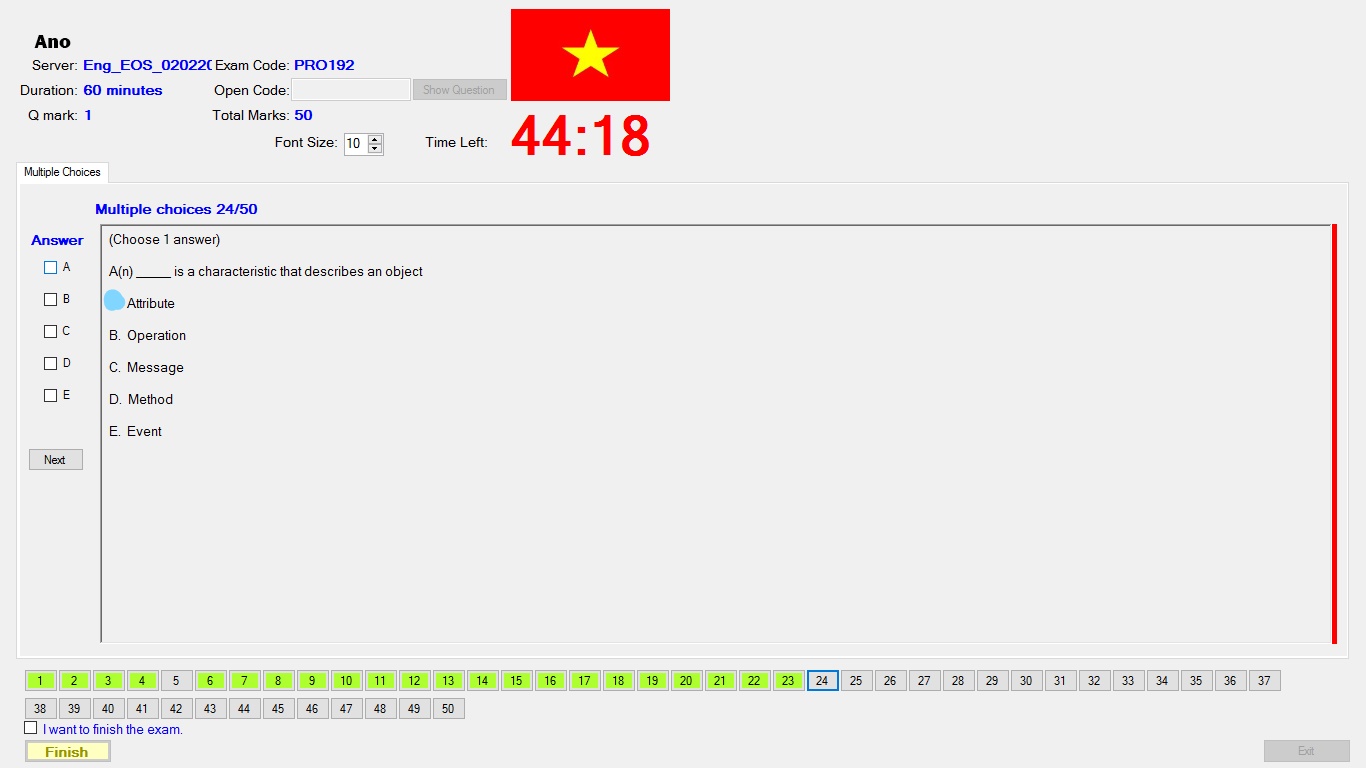 Ano
Server: Eng_EOS_020220 Exam Code: PRO192
Duration: 60 minutes Open Code: Show Question
Q mark: 1 Total Marks: 50
Font Size: 10 Time Left: 44:18
Multiple Choices
Multiple choices 24/50
Answer
A
B
C
D
E
Next
(Choose 1 answer)
A(n) _____ is a characteristic that describes an object
Attribute
B. Operation
C. Message
D. Method
E. Event
1 2 3 4 5 6 7 8 9 10 11 12 13 14 15 16 17 18 19 20 21 22 23 24 25 26 27 28 29 30 31 32 33 34 35 36 37
38 39 40 41 42 43 44 45 46 47 48 49 50
I want to finish the exam.
Finish Exit